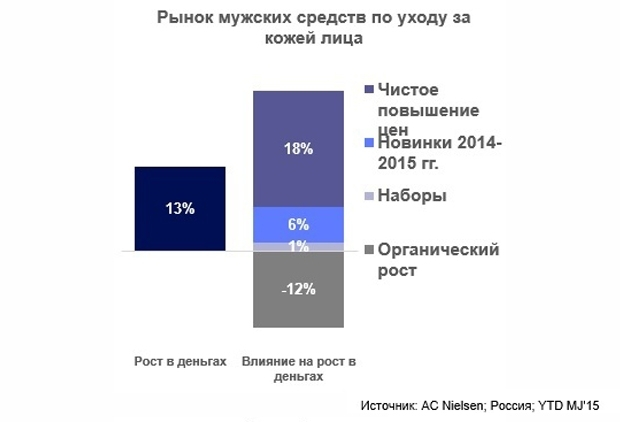 Рынок мужских средств по уходу за
кожей лица
Чистое
повышение
цен
Новинки 2014-
2015 гг.
18%
Наборы
13%
6%
1%
Органический
рост
-12%
Рост в деньгах
Влияние на рост в
деньгах
Источник: AC Nielsen; Россия; YTD MJ'15